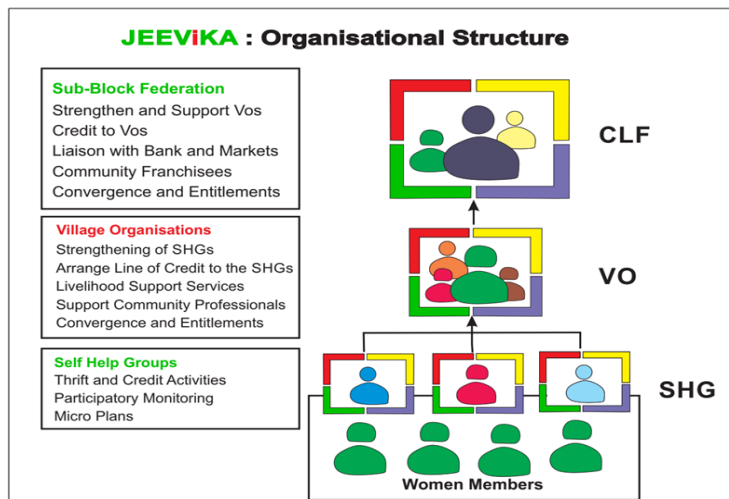 JEEViKA : Organisational Structure
Sub-Block Federation
Strengthen and Support Vos
Credit to Vos
Liaison with Bank and Markets
Community Franchisees
Convergence and Entitlements
CLF
Village Organisations
Strengthening of SHGs
Arrange Line of Credit to the SHGs
Livelihood Support Services
Support Community Professionals
Convergence and Entitlements
VO
Self Help Groups
Thrift and Credit Activities
Participatory Monitoring
Micro Plans
SHG
Women Members